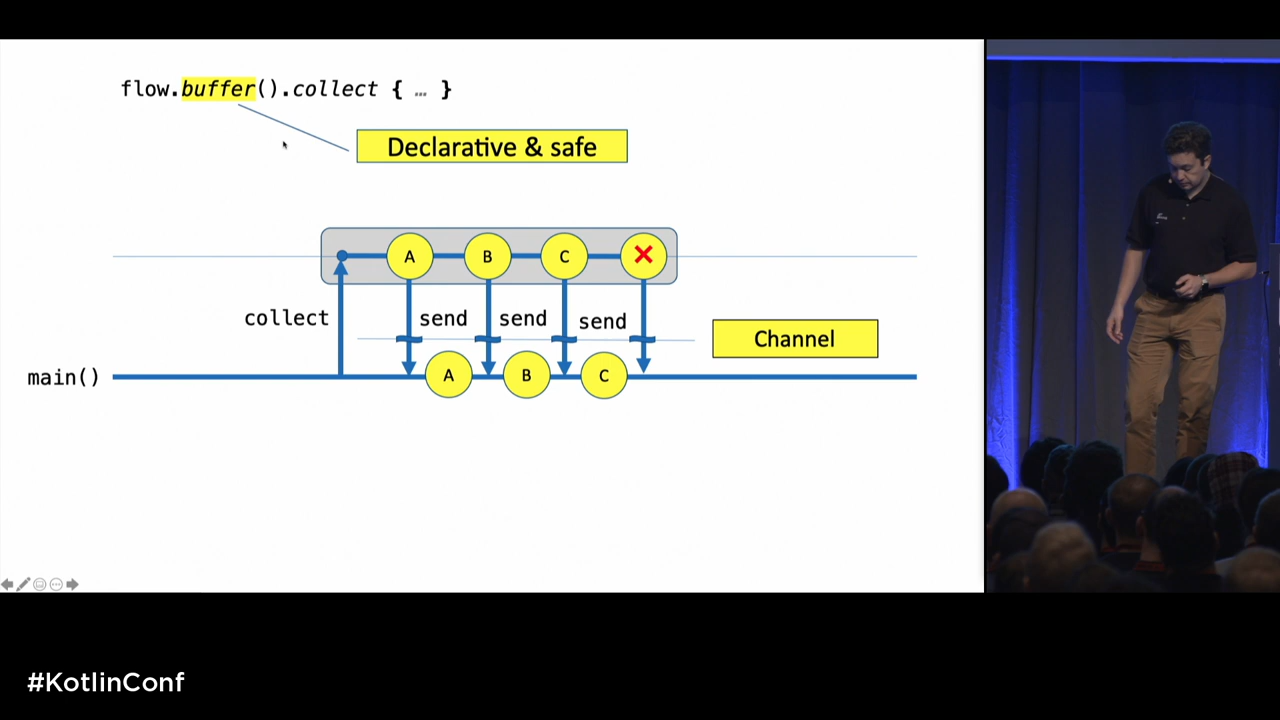 flow.buffer().collect { … }
Declarative & safe
A B C
collect send send send
Channel
main() A B C
#KotlinConf